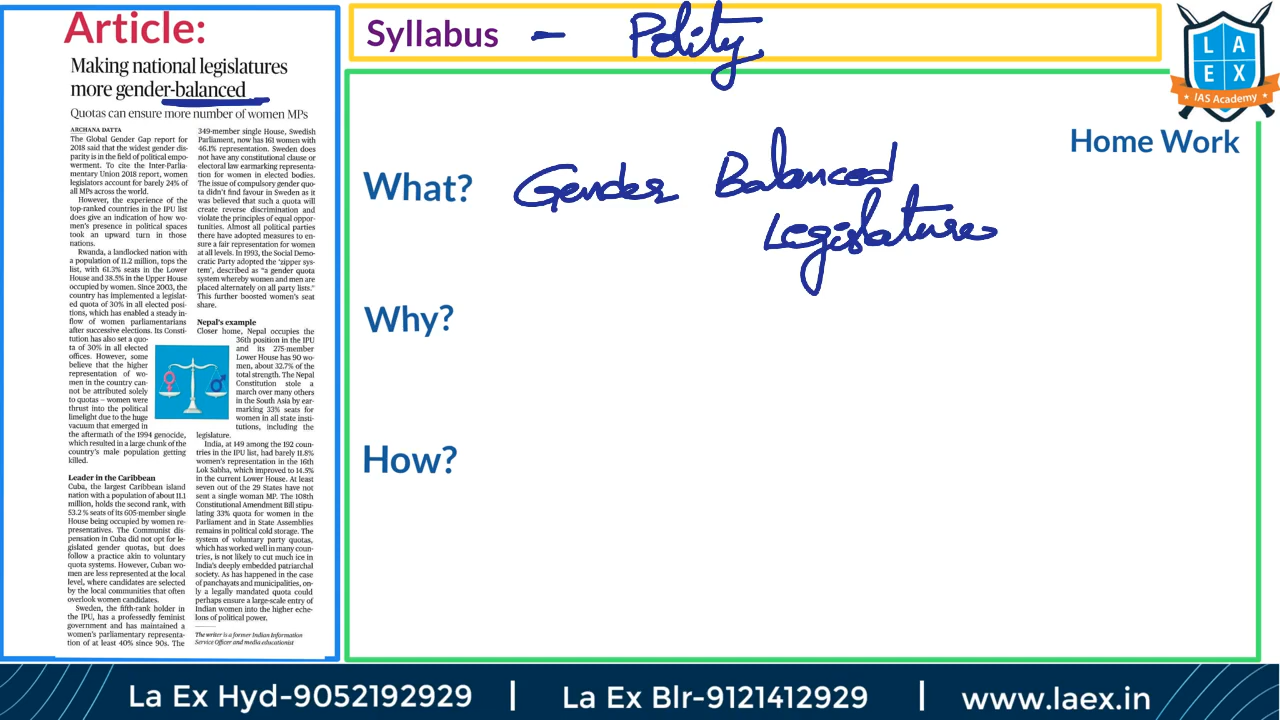 Article:
Making national legislatures
more gender-balanced
Quotas can ensure more number of women MPs
ARCHANA DATTA
The Global Gender Gap report for
2018 said that the widest gender dis-
parity is in the field of political empo-
werment. To cite the Inter-Parlia-
mentary Union 2018 report, women
legislators account for barely 24% of
all MPs across the world.
However, the experience of the
top-ranked countries in the IPU list
does give an indication of how wo-
men's presence in political spaces
took an upward turn in those
nations.
Rwanda, a landlocked nation with
a population of 11.2 million, tops the
list, with 61.3% seats in the Lower
House and 38.5% in the Upper House
occupied by women. Since 2003, the
country has implemented a legislat-
ed quota of 30% in all elected posi-
tions, which has enabled a steady in-
flow of women parliamentarians
after successive elections. Its Consti-
tution has also set a quo-
ta of 30% in all elected
offices. However, some
believe that the higher
representation of wo-
men in the country can-
not be attributed solely
to quotas – women were
thrust into the political
limelight due to the huge
vacuum that emerged in
the aftermath of the 1994 genocide,
which resulted in a large chunk of the
country's male population getting
killed.
Leader in the Caribbean
Cuba, the largest Caribbean island
nation with a population of about 11.1
million, holds the second rank, with
53.2 % seats of its 605-member single
House being occupied by women re-
presentatives. The Communist dis-
pensation in Cuba did not opt for le-
gislated gender quotas, but does
follow a practice akin to voluntary
quota systems. However, Cuban wo-
men are less represented at the local
level, where candidates are selected
by the local communities that often
overlook women candidates.
Sweden, the fifth-rank holder in
the IPU, has a professedly feminist
government and has maintained a
women's parliamentary representa-
tion of at least 40% since 90s. The
349-member single House, Swedish
Parliament, now has 161 women with
46.1% representation. Sweden does
not have any constitutional clause or
electoral law earmarking representa-
tion for women in elected bodies.
The issue of compulsory gender quo-
ta didn't find favour in Sweden as it
was believed that such a quota will
create reverse discrimination and
violate the principles of equal oppor-
tunities. Almost all political parties
there have adopted measures to en-
sure a fair representation for women
at all levels. In 1993, the Social Demo-
cratic Party adopted the 'zipper sys-
tem', described as "a gender quota
system whereby women and men are
placed alternately on all party lists."
This further boosted women's seat
share.
Nepal's example
Closer home, Nepal occupies the
36th position in the IPU
and its 275-member
Lower House has 90 wo-
men, about 32.7% of the
total strength. The Nepal
Constitution stole a
march over many others
in the South Asia by ear-
marking 33% seats for
women in all state insti-
tutions, including the
legislature.
India, at 149 among the 192 coun-
tries in the IPU list, had barely 11.8%
women's representation in the 16th
Lok Sabha, which improved to 14.5%
in the current Lower House. At least
seven out of the 29 States have not
sent a single woman MP. The 108th
Constitutional Amendment Bill stipu-
lating 33% quota for women in the
Parliament and in State Assemblies
remains in political cold storage. The
system of voluntary party quotas,
which has worked well in many coun-
tries, is not likely to cut much ice in
India's deeply embedded patriarchal
society. As has happened in the case
of panchayats and municipalities, on-
ly a legally mandated quota could
perhaps ensure a large-scale entry of
Indian women into the higher eche-
lons of political power.
The writer is a former Indian Information
Service Officer and media educationist
Syllabus - Polity
LA
EX
IAS Academy
Home Work
What? Gender Balanced
Legislatures
Why?
How?
La Ex Hyd-9052192929 | La Ex Blr-9121412929 | www.laex.in